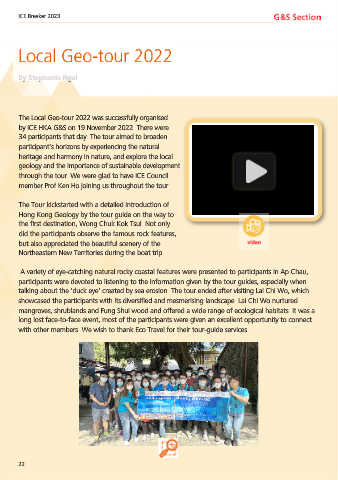 ICE Breaker 2023
G&S Section
Local Geo-tour 2022
By Stephanie Ngai
The Local Geo-tour 2022 was successfully organised
by ICE HKA G&S on 19 November 2022 There were
34 participants that day The tour aimed to broaden
participant's horizons by experiencing the natural
heritage and harmony in nature, and explore the local
geology and the importance of sustainable development
through the tour We were glad to have ICE Council
member Prof Ken Ho joining us throughout the tour
The Tour kickstarted with a detailed introduction of
Hong Kong Geology by the tour guide on the way to
the first destination, Wong Chuk Kok Tsui Not only
did the participants observe the famous rock features,
but also appreciated the beautiful scenery of the
Northeastern New Territories during the boat trip
video
A variety of eye-catching natural rocky coastal features were presented to participants in Ap Chau,
participants were devoted to listening to the information given by the tour guides, especially when
talking about the 'duck eye' created by sea erosion The tour ended after visiting Lai Chi Wo, which
showcased the participants with its diversified and mesmerising landscape Lai Chi Wo nurtured
mangroves, shrublands and Fung Shui wood and offered a wide range of ecological habitats It was a
long lost face-to-face event, most of the participants were given an excellent opportunity to connect
with other members We wish to thank Eco Travel for their tour-guide services
22